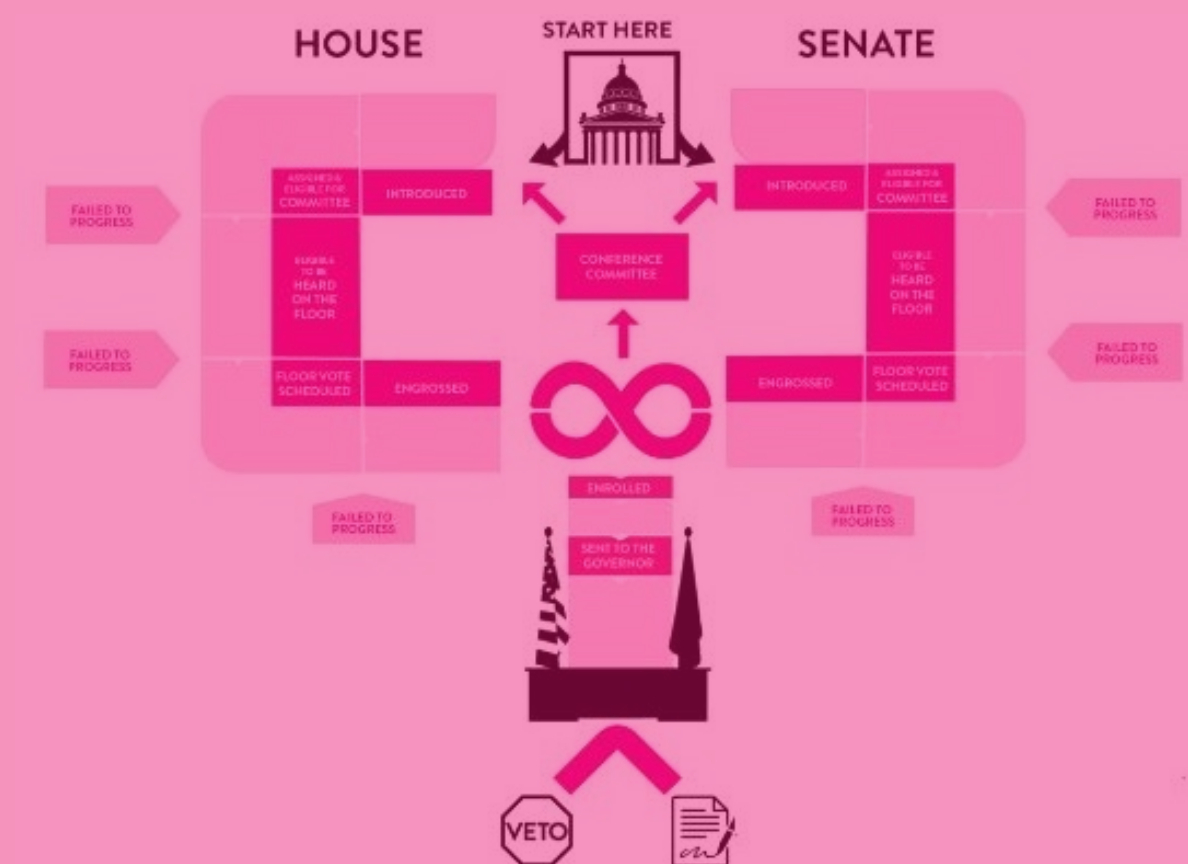 HOUSE
START HERE
SENATE
ASSIGNED &
ELIGIBLE FOR
COMMITTEE
INTRODUCED
INTRODUCED
ASSIGNED &
ELIGIBLE FOR
COMMITTEE
FAILED TO
PROGRESS
FAILED TO
PROGRESS
ELIGIBLE
TO BE
HEARD
ON THE
FLOOR
CONFERENCE
COMMITTEE
ELIGIBLE
TO BE
HEARD
ON THE
FLOOR
FAILED TO
PROGRESS
FAILED TO
PROGRESS
FLOOR VOTE
SCHEDULED
ENGROSSED
ENGROSSED
FLOOR VOTE
SCHEDULED
ENROLLED
FAILED TO
PROGRESS
FAILED TO
PROGRESS
SENT TO THE
GOVERNOR
VETO